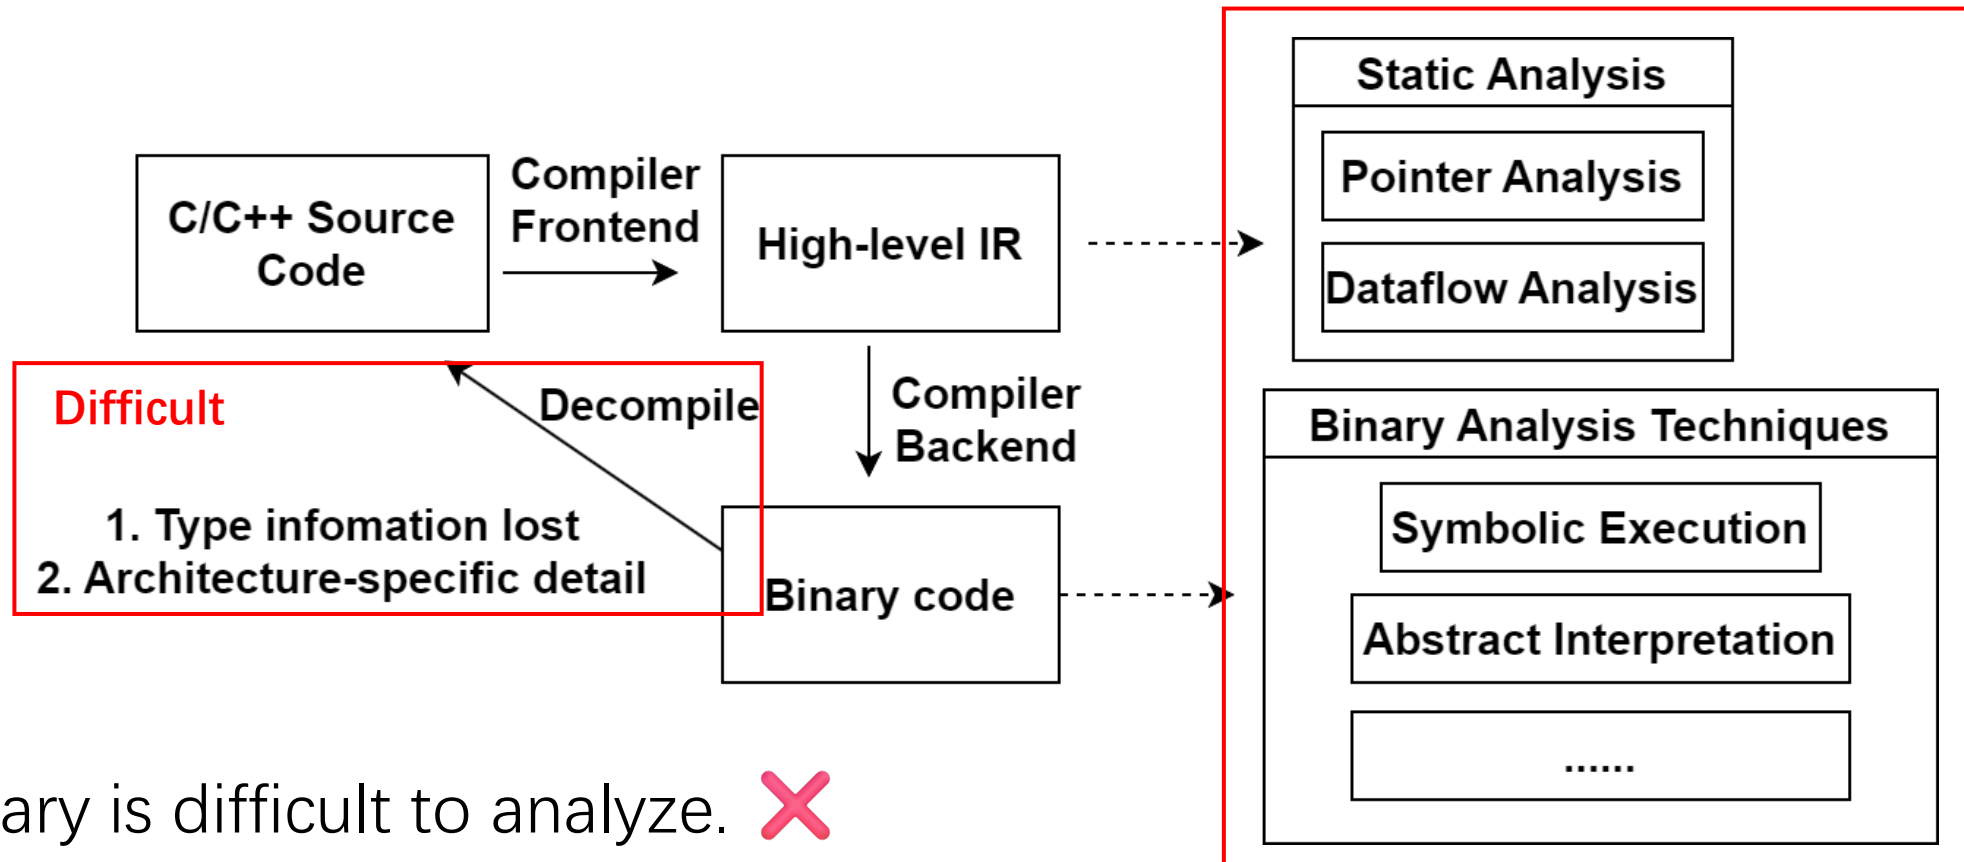 C/C++ Source
Code
Compiler
Frontend
High-level IR
Static Analysis
Pointer Analysis
Dataflow Analysis
Difficult
Decompile
1. Type infomation lost
2. Architecture-specific detail
Compiler
Backend
Binary code
Binary Analysis Techniques
Symbolic Execution
Abstract Interpretation
......
ary is difficult to analyze. ❌